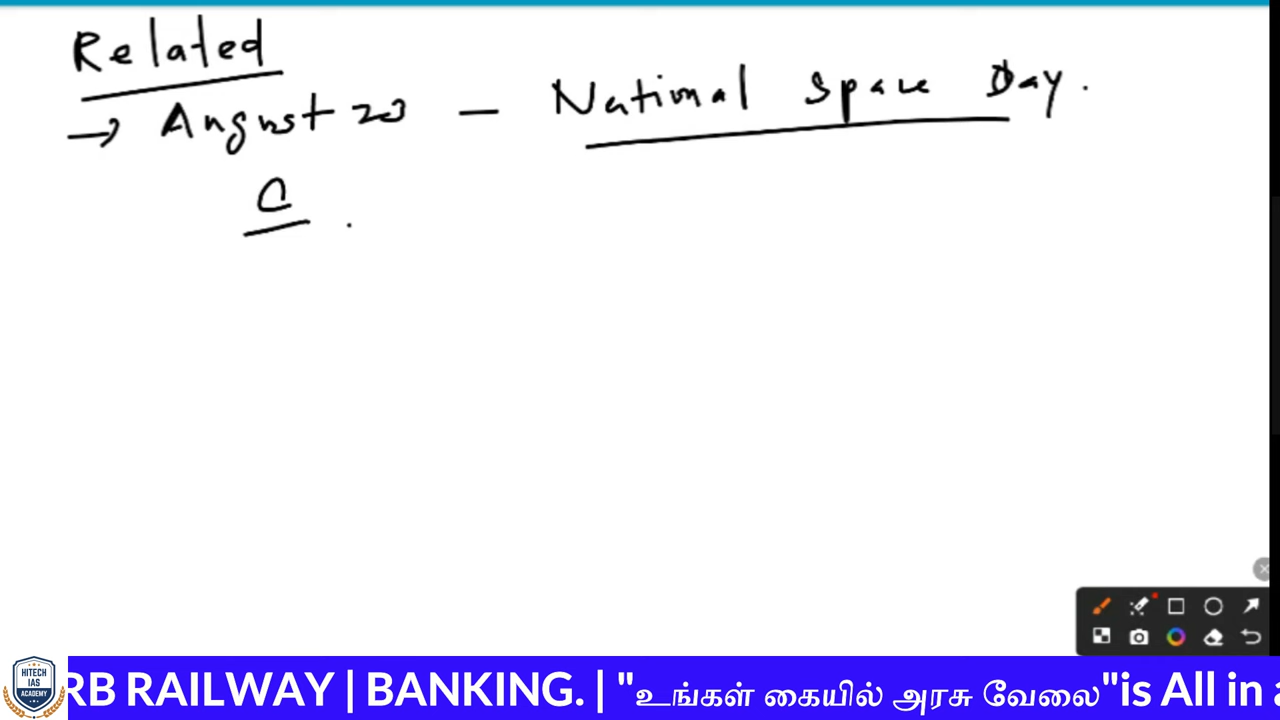 Related
→ August 23 – National Space Day.
C
HITECH
IAS
ACADEMY
RB RAILWAY | BANKING. | "உங்கள் கையில் அரசு வேலை"is All in a